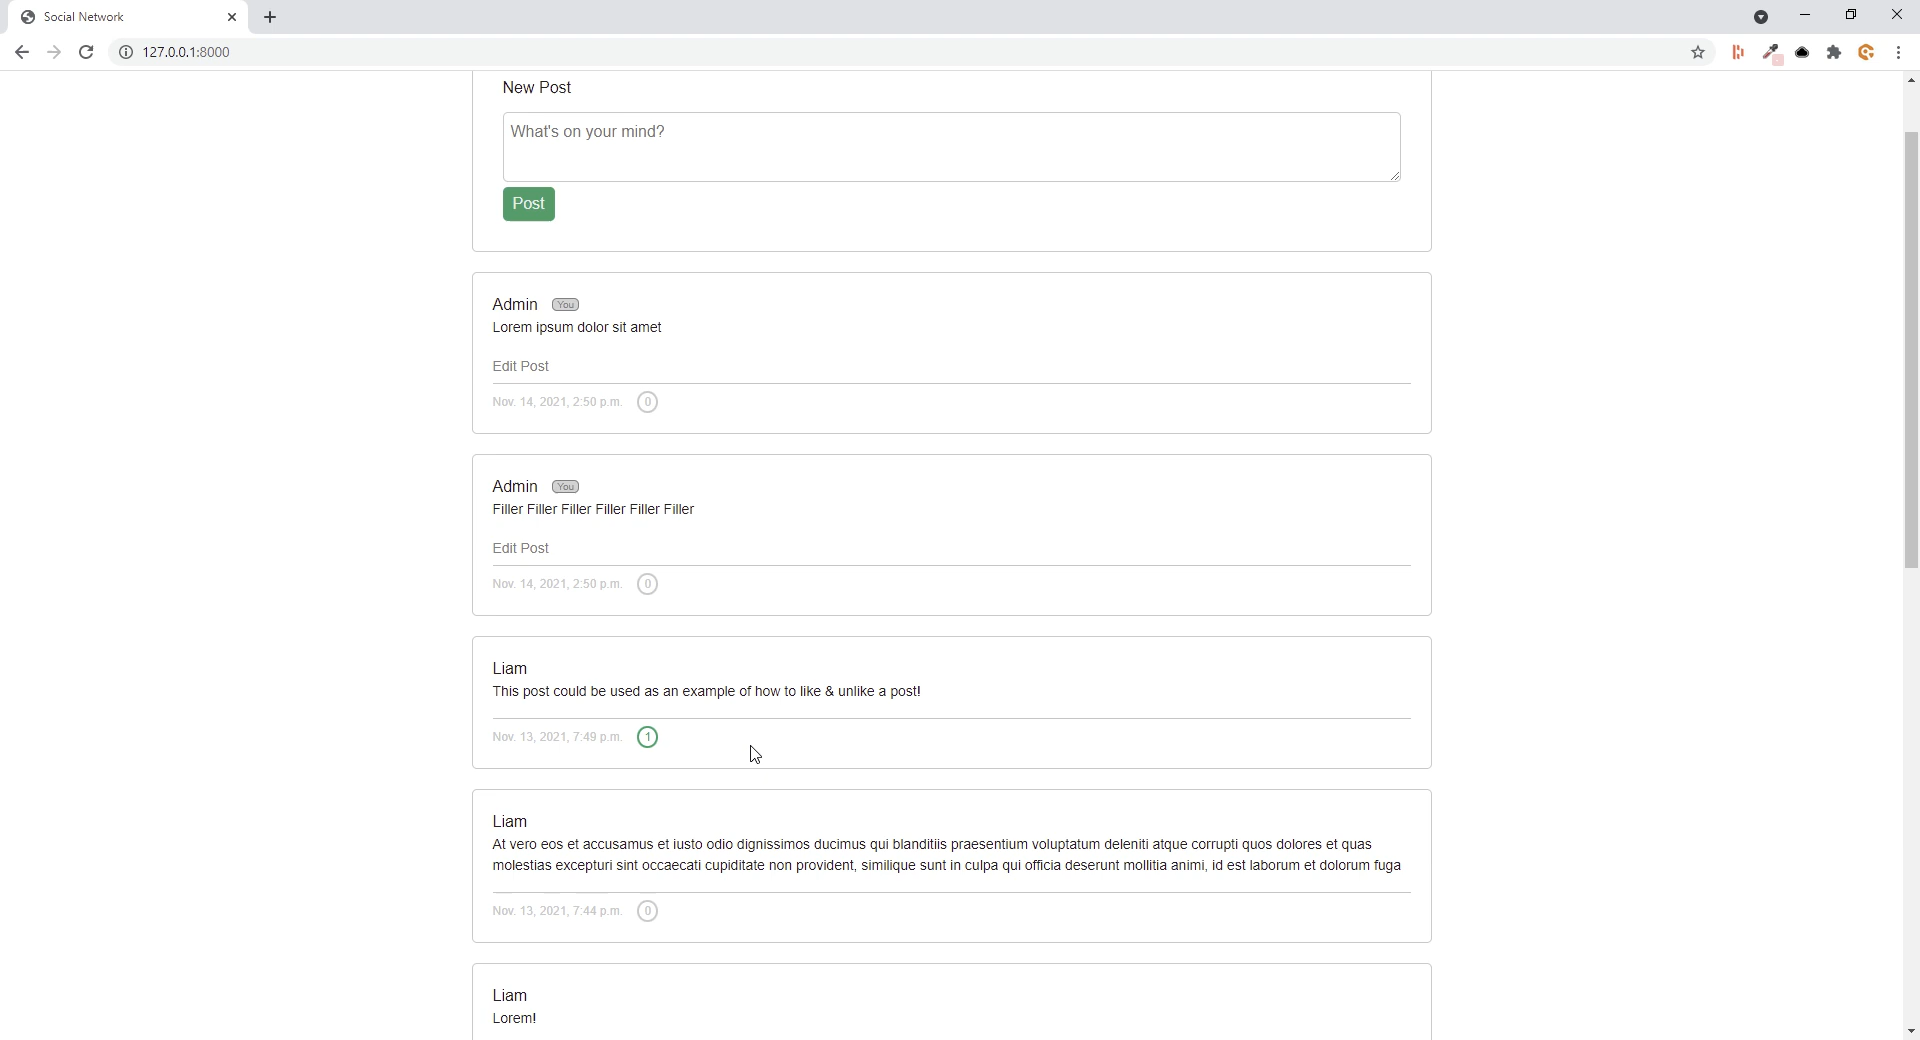 Social Network
127.0.0.1:8000
New Post
What's on your mind?
Post
Admin You
Lorem ipsum dolor sit amet
Edit Post
Nov. 14, 2021, 2:50 p.m. 0
Admin You
Filler Filler Filler Filler Filler Filler
Edit Post
Nov. 14, 2021, 2:50 p.m. 0
Liam
This post could be used as an example of how to like & unlike a post!
Nov. 13, 2021, 7:49 p.m. 1
Liam
At vero eos et accusamus et iusto odio dignissimos ducimus qui blanditiis praesentium voluptatum deleniti atque corrupti quos dolores et quas
molestias excepturi sint occaecati cupiditate non provident, similique sunt in culpa qui officia deserunt mollitia animi, id est laborum et dolorum fuga
Nov. 13, 2021, 7:44 p.m. 0
Liam
Lorem!